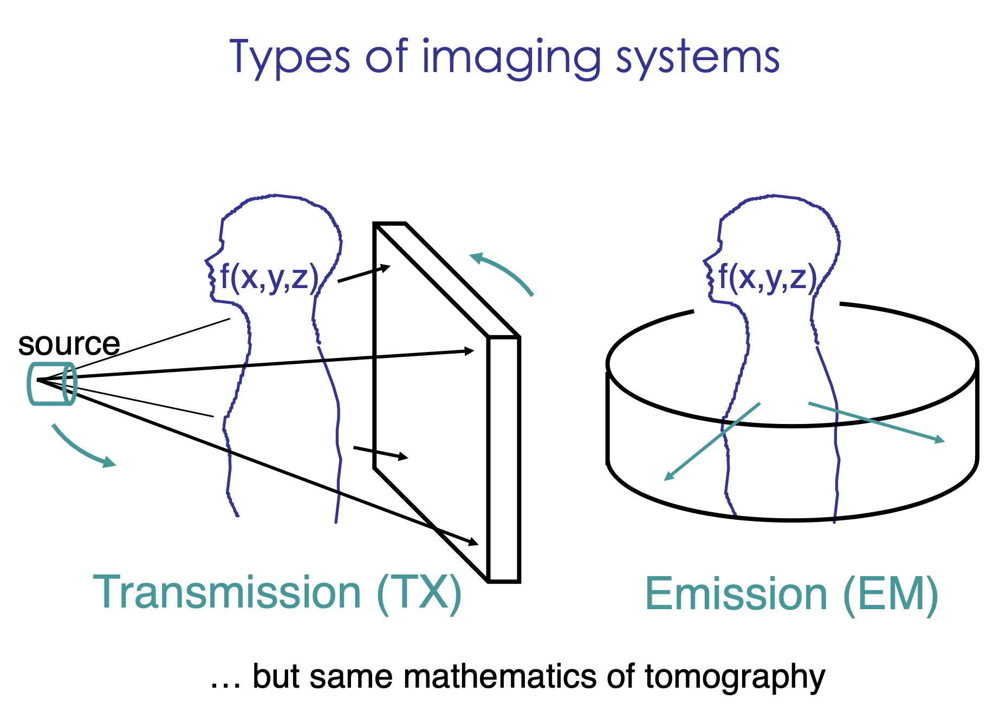 Types of imaging systems
f(x,y,z)
f(x,y,z)
source
Transmission (TX)
Emission (EM)
… but same mathematics of tomography